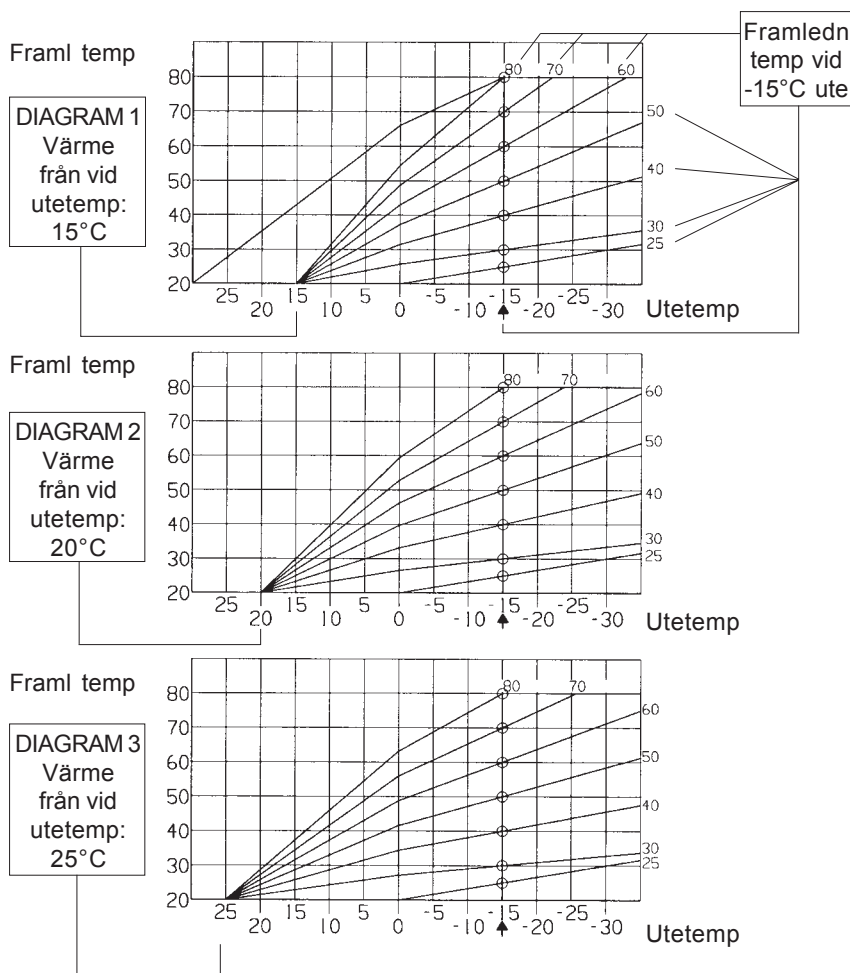 Framl temp
DIAGRAM 1
Värme
från vid
utetemp:
15°C
Framledn
temp vid
-15°C ute
80
70
60
50
40
30
20
80 70 60
50
40
30
25
25 15 5 -5 -15 -25
20 10 0 -10 -20 -30
Utetemp
Framl temp
DIAGRAM 2
Värme
från vid
utetemp:
20°C
80
70
60
50
40
30
20
80 70
60
50
40
30
25
25 15 5 -5 -15 -25
20 10 0 -10 -20 -30
Utetemp
Framl temp
DIAGRAM 3
Värme
från vid
utetemp:
25°C
80
70
60
50
40
30
20
80 70
60
50
40
30
25
25 15 5 -5 -15 -25
20 10 0 -10 -20 -30
Utetemp